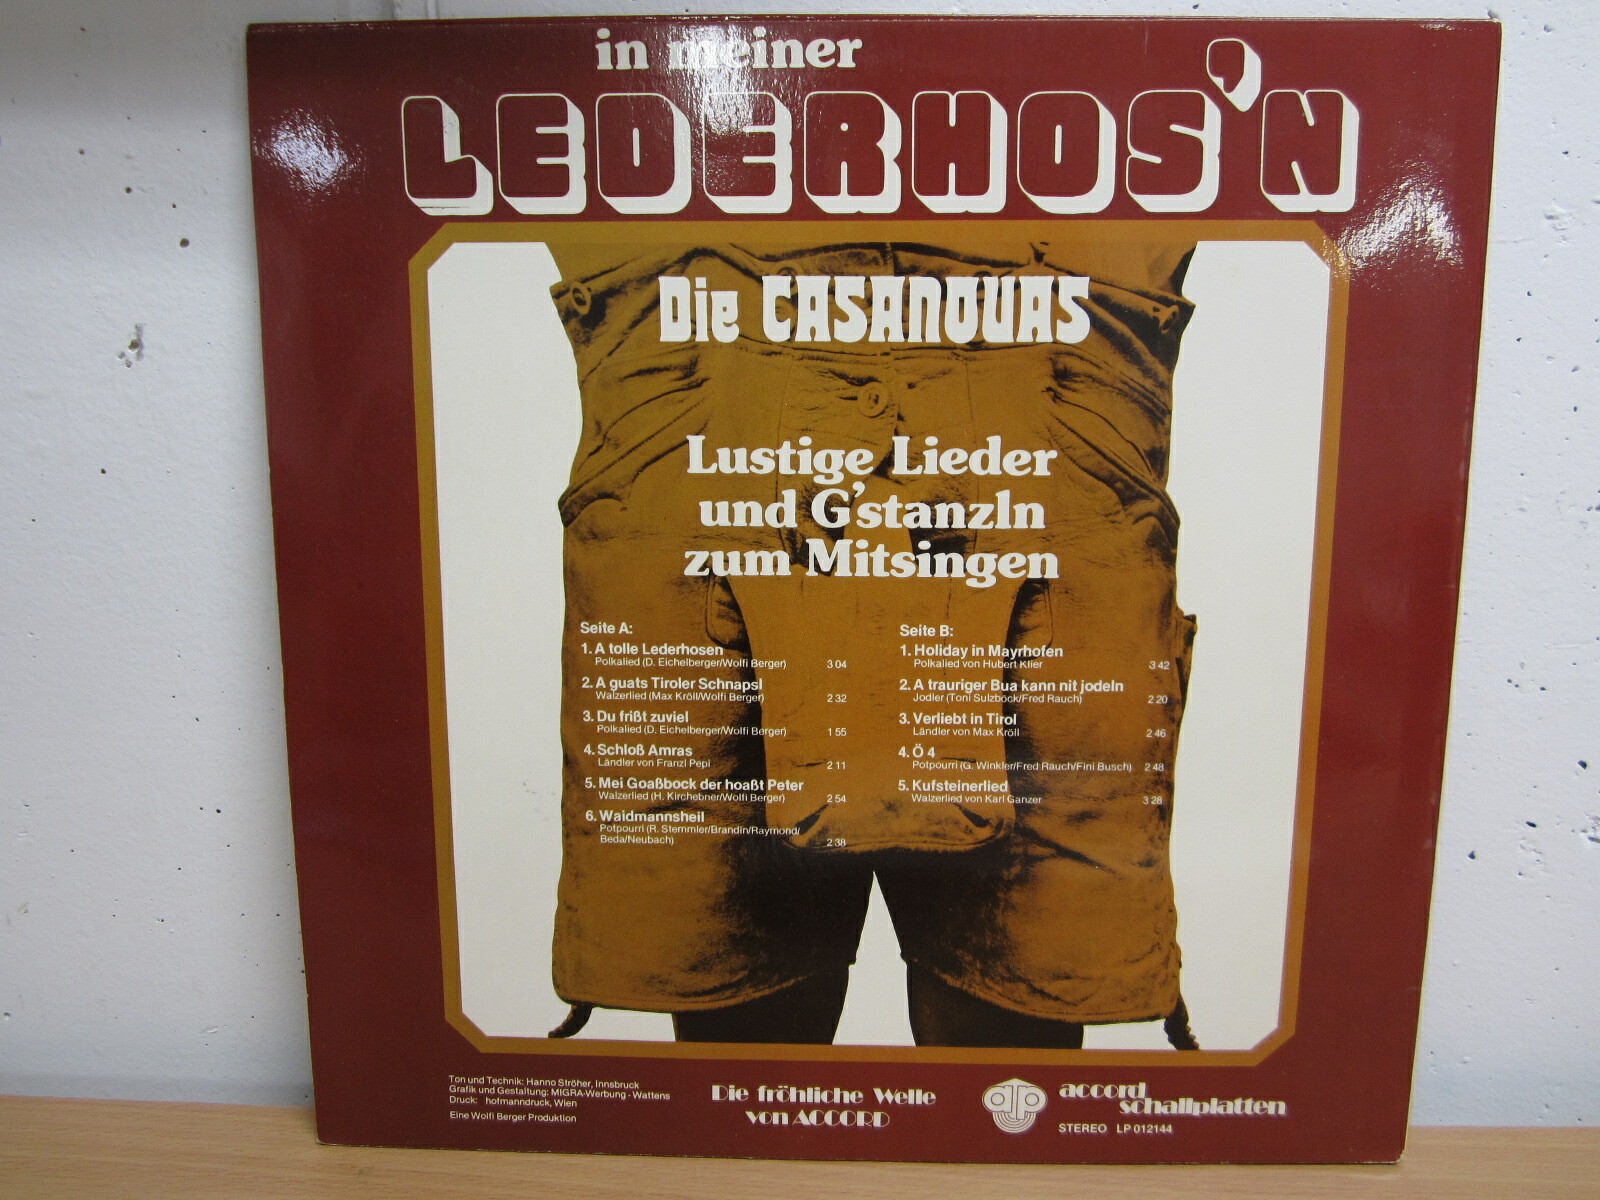 in meiner
LEDERHOS'N
Die CASANOVAS
Lustige Lieder
und G'stanzln
zum Mitsingen
Seite A:
1. A tolle Lederhosen
Polkalied (D. Eichelberger/Wolfi Berger) 3 04
2. A guats Tiroler Schnapsl
Walzerlied (Max Kröll/Wolfi Berger) 2 32
3. Du frißt zuviel
Polkalied (D. Eichelberger/Wolfi Berger) 1 55
4. Schloß Amras
Ländler von Franzl Pepi 2 11
5. Mei Goaßbock der hoaßt Peter
Walzerlied (H. Kirchebner/Wolfi Berger) 2 54
6. Waidmannsheil
Potpourri (R. Stemmler/Brandin/Raymond/
Beda/Neubach) 2 38
Seite B:
1. Holiday in Mayrhofen
Polkalied von Hubert Klier 3 42
2. A trauriger Bua kann nit jodeln
Jodler (Toni Sulzböck/Fred Rauch) 2 20
3. Verliebt in Tirol
Ländler von Max Kröll 2 46
4. Ö 4
Potpourri (G. Winkler/Fred Rauch/Fini Busch) 2 48
5. Kufsteinerlied
Walzerlied von Karl Ganzer 3 28
Ton und Technik: Hanno Ströher, Innsbruck
Grafik und Gestaltung: MIGRA-Werbung - Wattens
Druck: hofmanndruck, Wien
Eine Wolfi Berger Produktion
Die fröhliche Welle
von ACCORD
accord
schallplatten
STEREO LP 012144